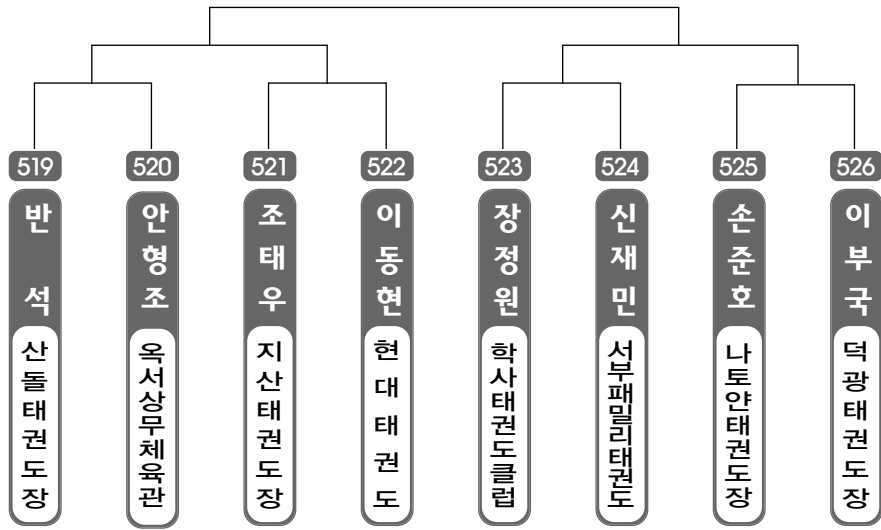 519
반석
산돌태권도장
520
안형조
옥서상무체육관
521
조태우
지산태권도장
522
이동현
현대태권도
523
장정원
학사태권도클럽
524
신재민
서부패밀리태권도
525
손준호
나토얀태권도장
526
이부국
덕광태권도장